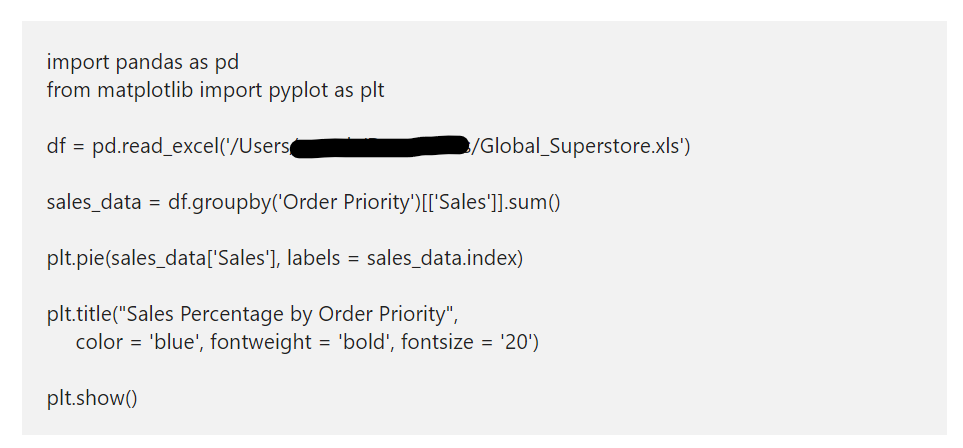 import pandas as pd
from matplotlib import pyplot as plt
df = pd.read_excel('/Users/ /Global_Superstore.xls')
sales_data = df.groupby('Order Priority')[['Sales']].sum()
plt.pie(sales_data['Sales'], labels = sales_data.index)
plt.title("Sales Percentage by Order Priority",
color = 'blue', fontweight = 'bold', fontsize = '20')
plt.show()